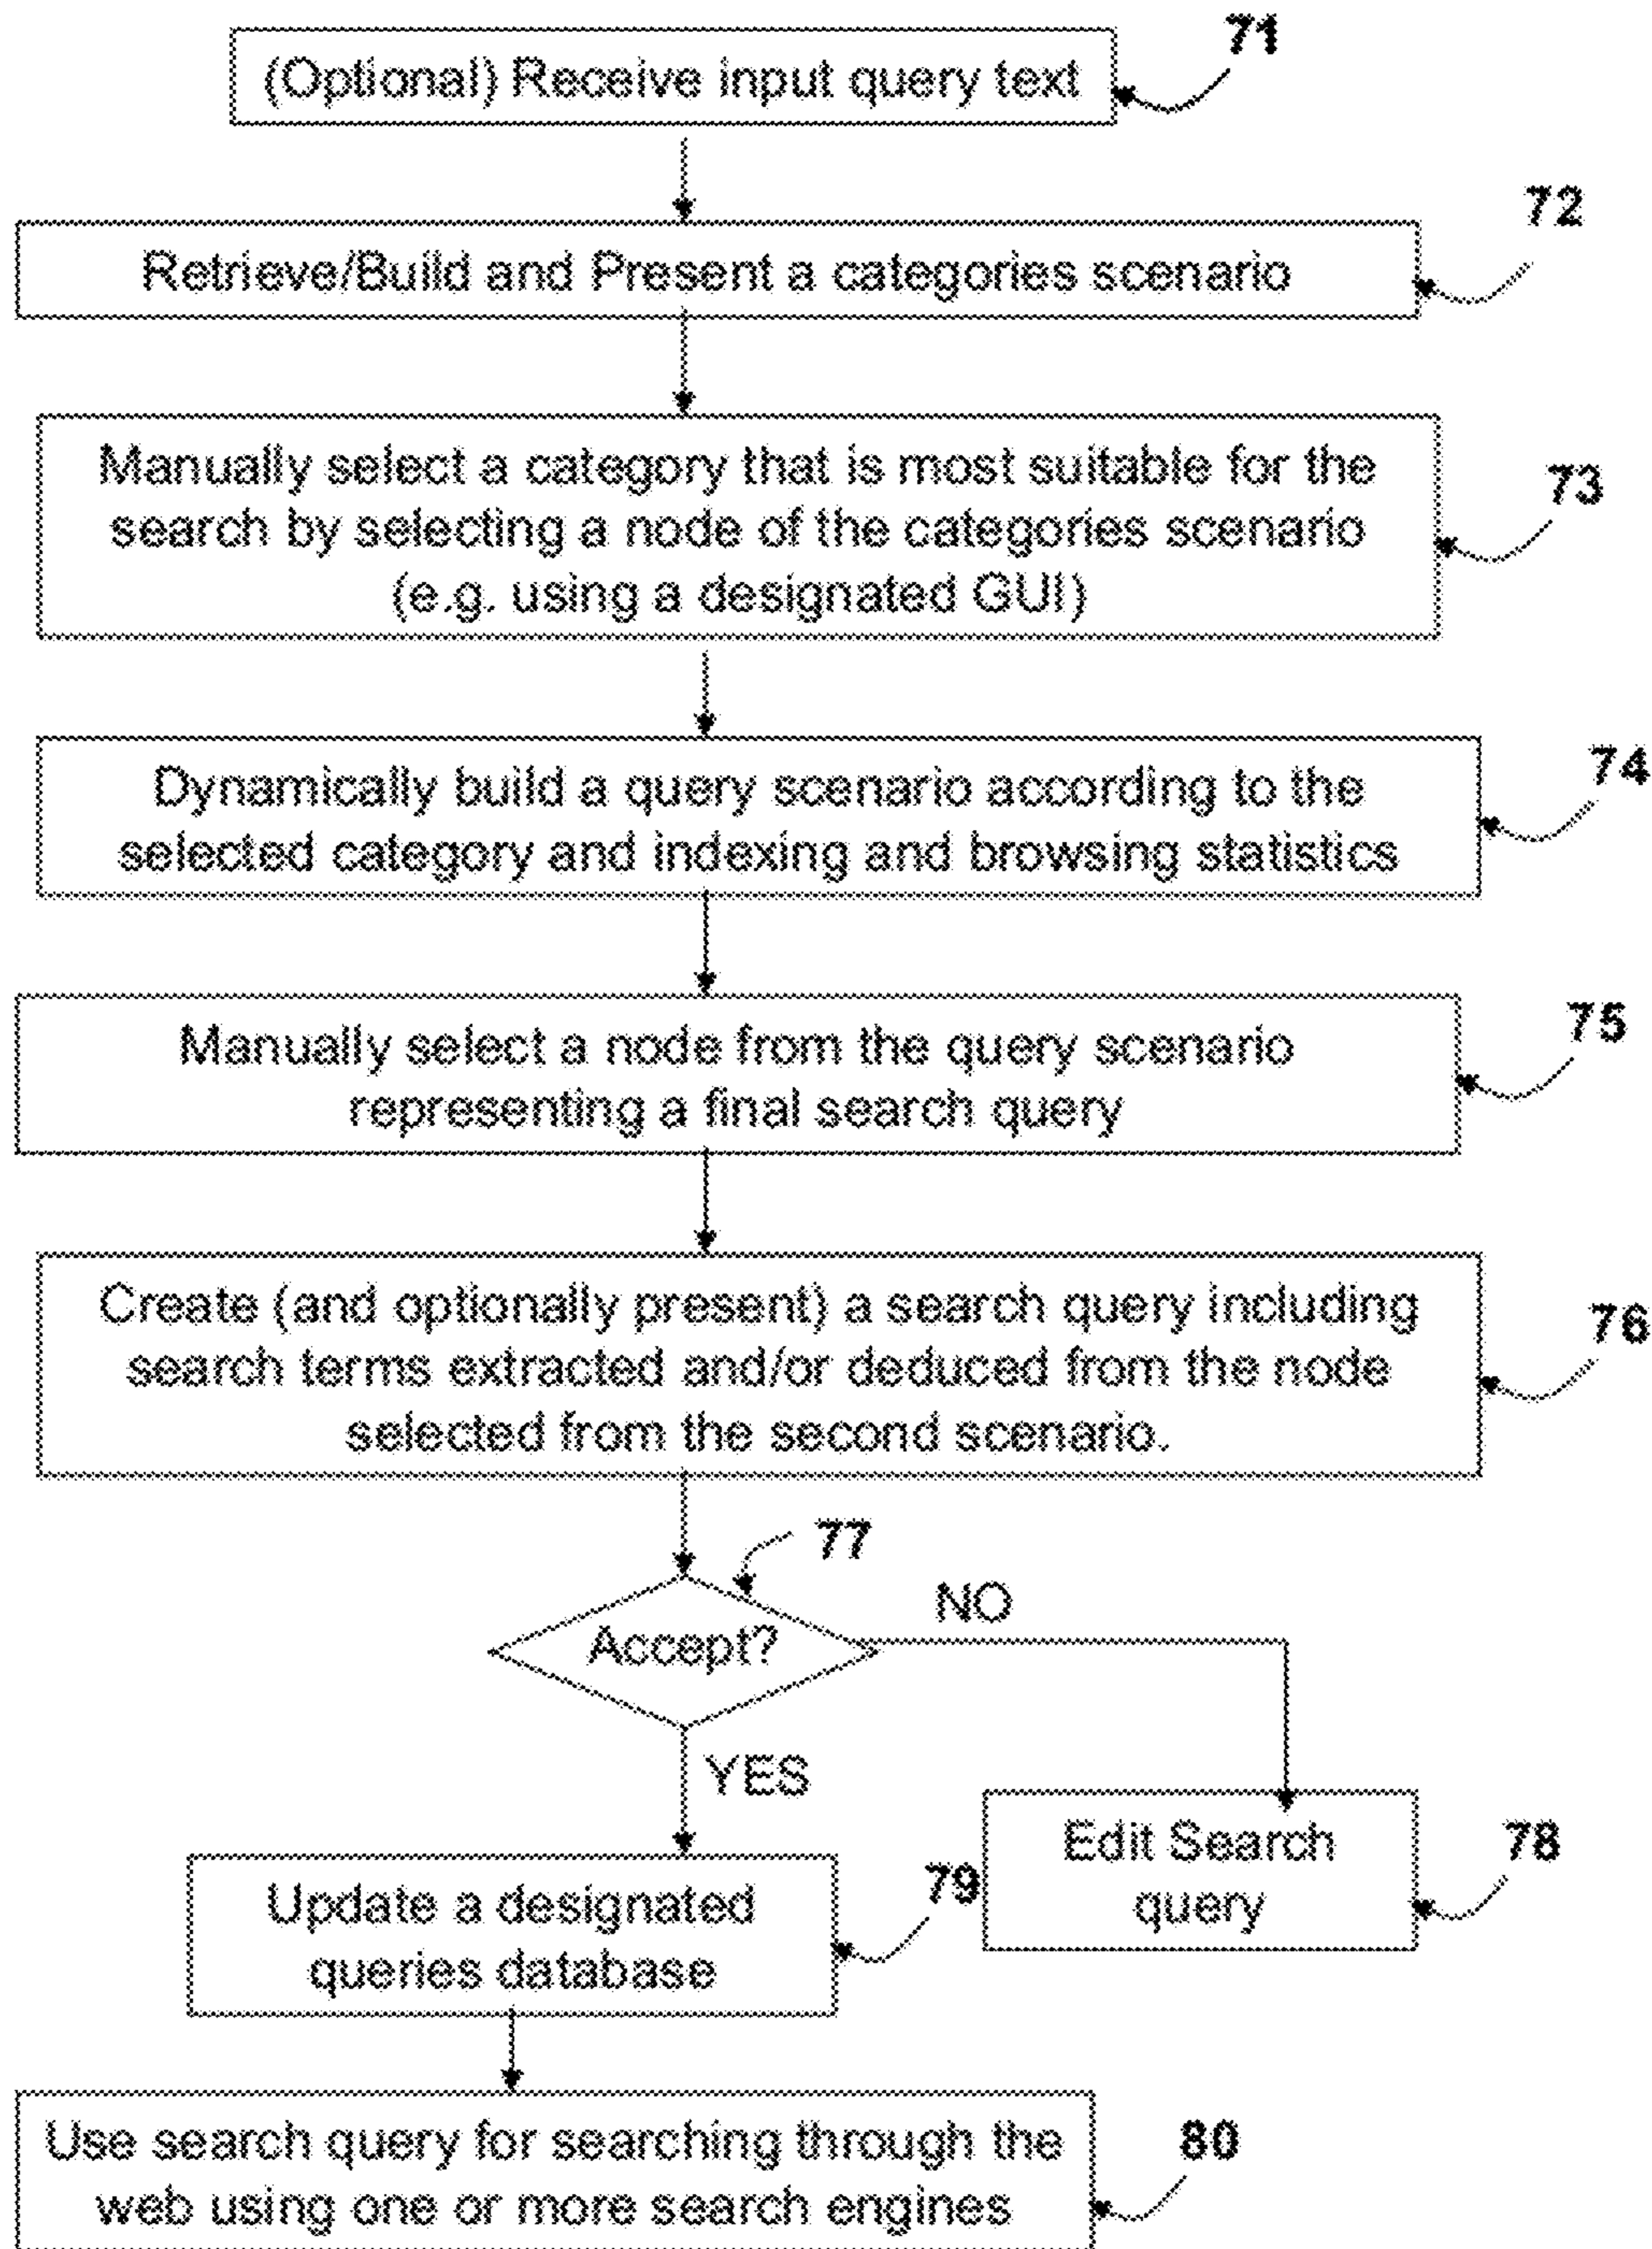 71
(Optional) Receive input query text
72
Retrieve/Build and Present a categories scenario
73
Manually select a category that is most suitable for the
search by selecting a node of the categories scenario
(e.g. using a designated GUI)
74
Dynamically build a query scenario according to the
selected category and indexing and browsing statistics
75
Manually select a node from the query scenario
representing a final search query
76
Create (and optionally present) a search query including
search terms extracted and/or deduced from the node
selected from the second scenario.
77
Accept?
NO
YES
78
Edit Search
query
79
Update a designated
queries database
80
Use search query for searching through the
web using one or more search engines